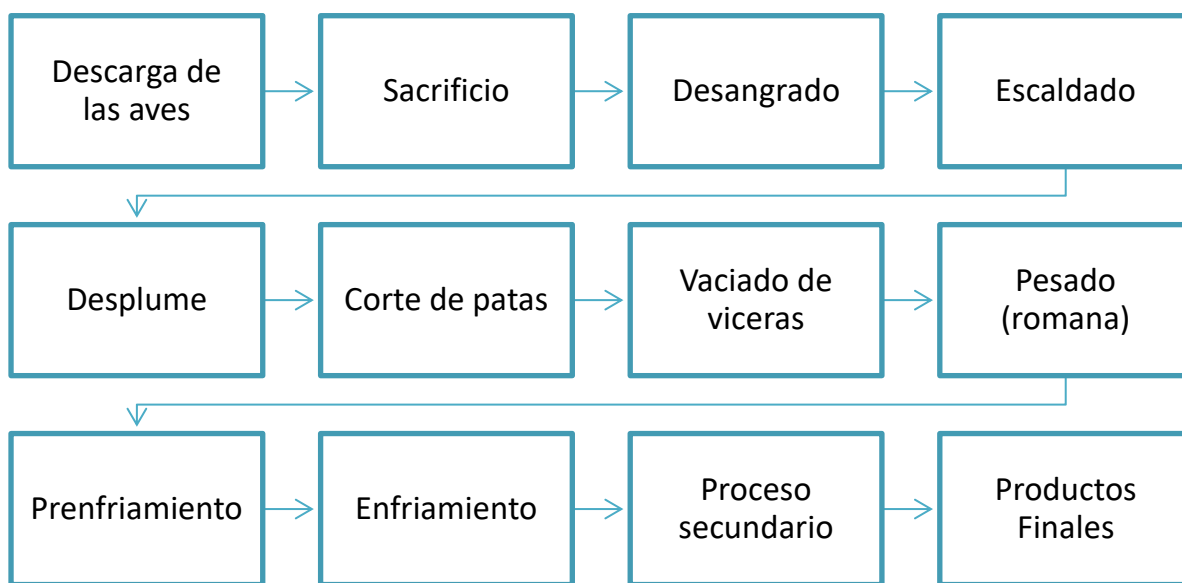 Descarga de
las aves
Sacrificio
Desangrado
Escaldado
Desplume
Corte de patas
Vaciado de
viceras
Pesado
(romana)
Prenfriamiento
Enfriamiento
Proceso
secundario
Productos
Finales